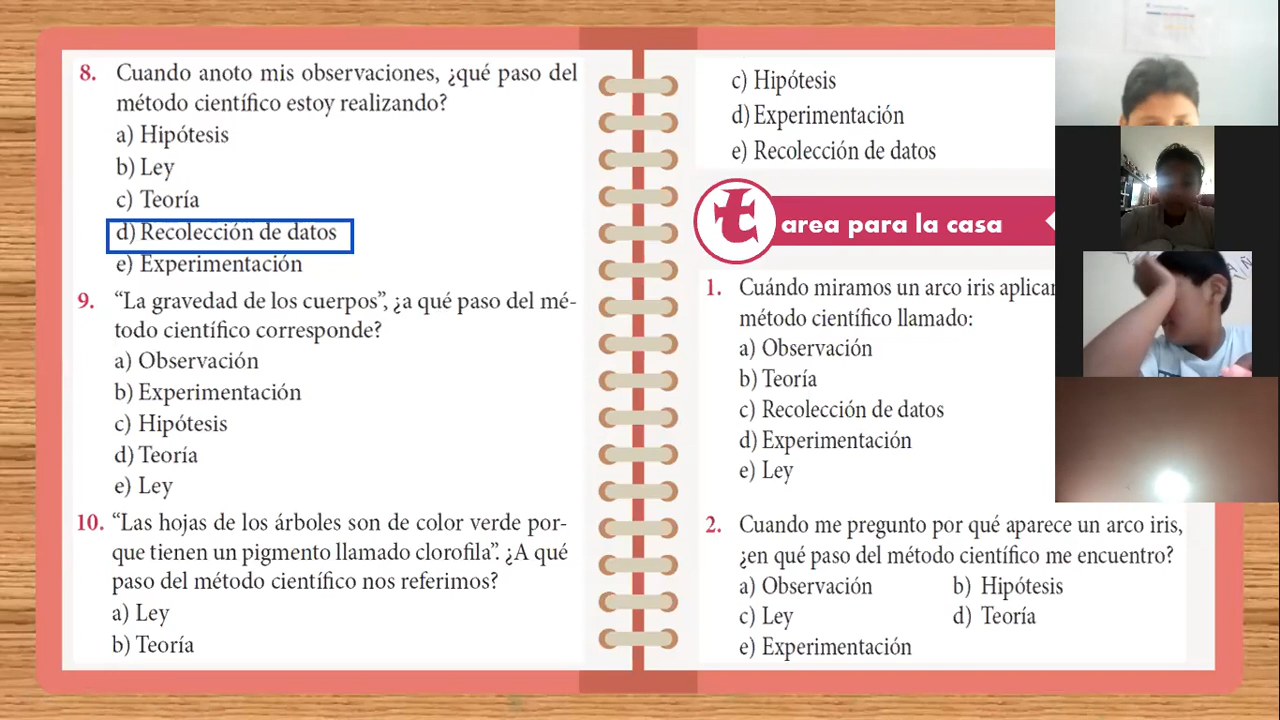 8. Cuando anoto mis observaciones, ¿qué paso del
método científico estoy realizando?
a) Hipótesis
b) Ley
c) Teoría
d) Recolección de datos
e) Experimentación
9. “La gravedad de los cuerpos”, ¿a qué paso del mé-
todo científico corresponde?
a) Observación
b) Experimentación
c) Hipótesis
d) Teoría
e) Ley
10. “Las hojas de los árboles son de color verde por-
que tienen un pigmento llamado clorofila”. ¿A qué
paso del método científico nos referimos?
a) Ley
b) Teoría
c) Hipótesis
d) Experimentación
e) Recolección de datos
tarea para la casa
1. Cuándo miramos un arco iris aplicar
método científico llamado:
a) Observación
b) Teoría
c) Recolección de datos
d) Experimentación
e) Ley
2. Cuando me pregunto por qué aparece un arco iris,
¿en qué paso del método científico me encuentro?
a) Observación b) Hipótesis
c) Ley d) Teoría
e) Experimentación